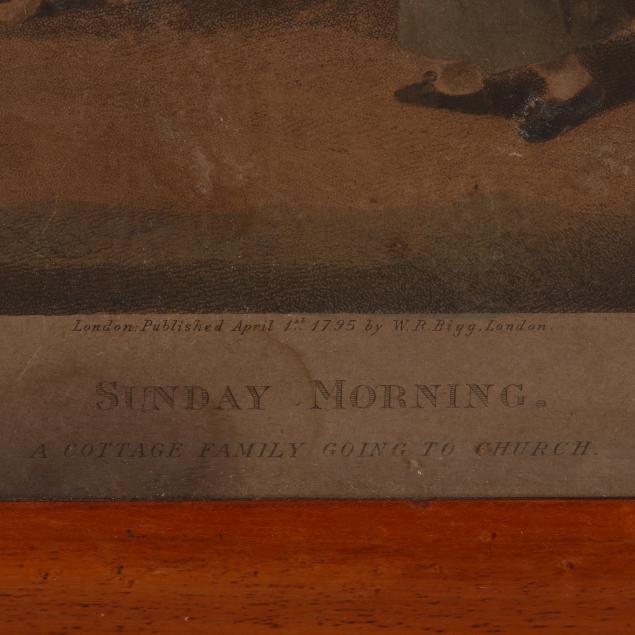 London: Published April 1st 1795 by W. R. Bigg, London.
SUNDAY MORNING.
A COTTAGE FAMILY GOING TO CHURCH.